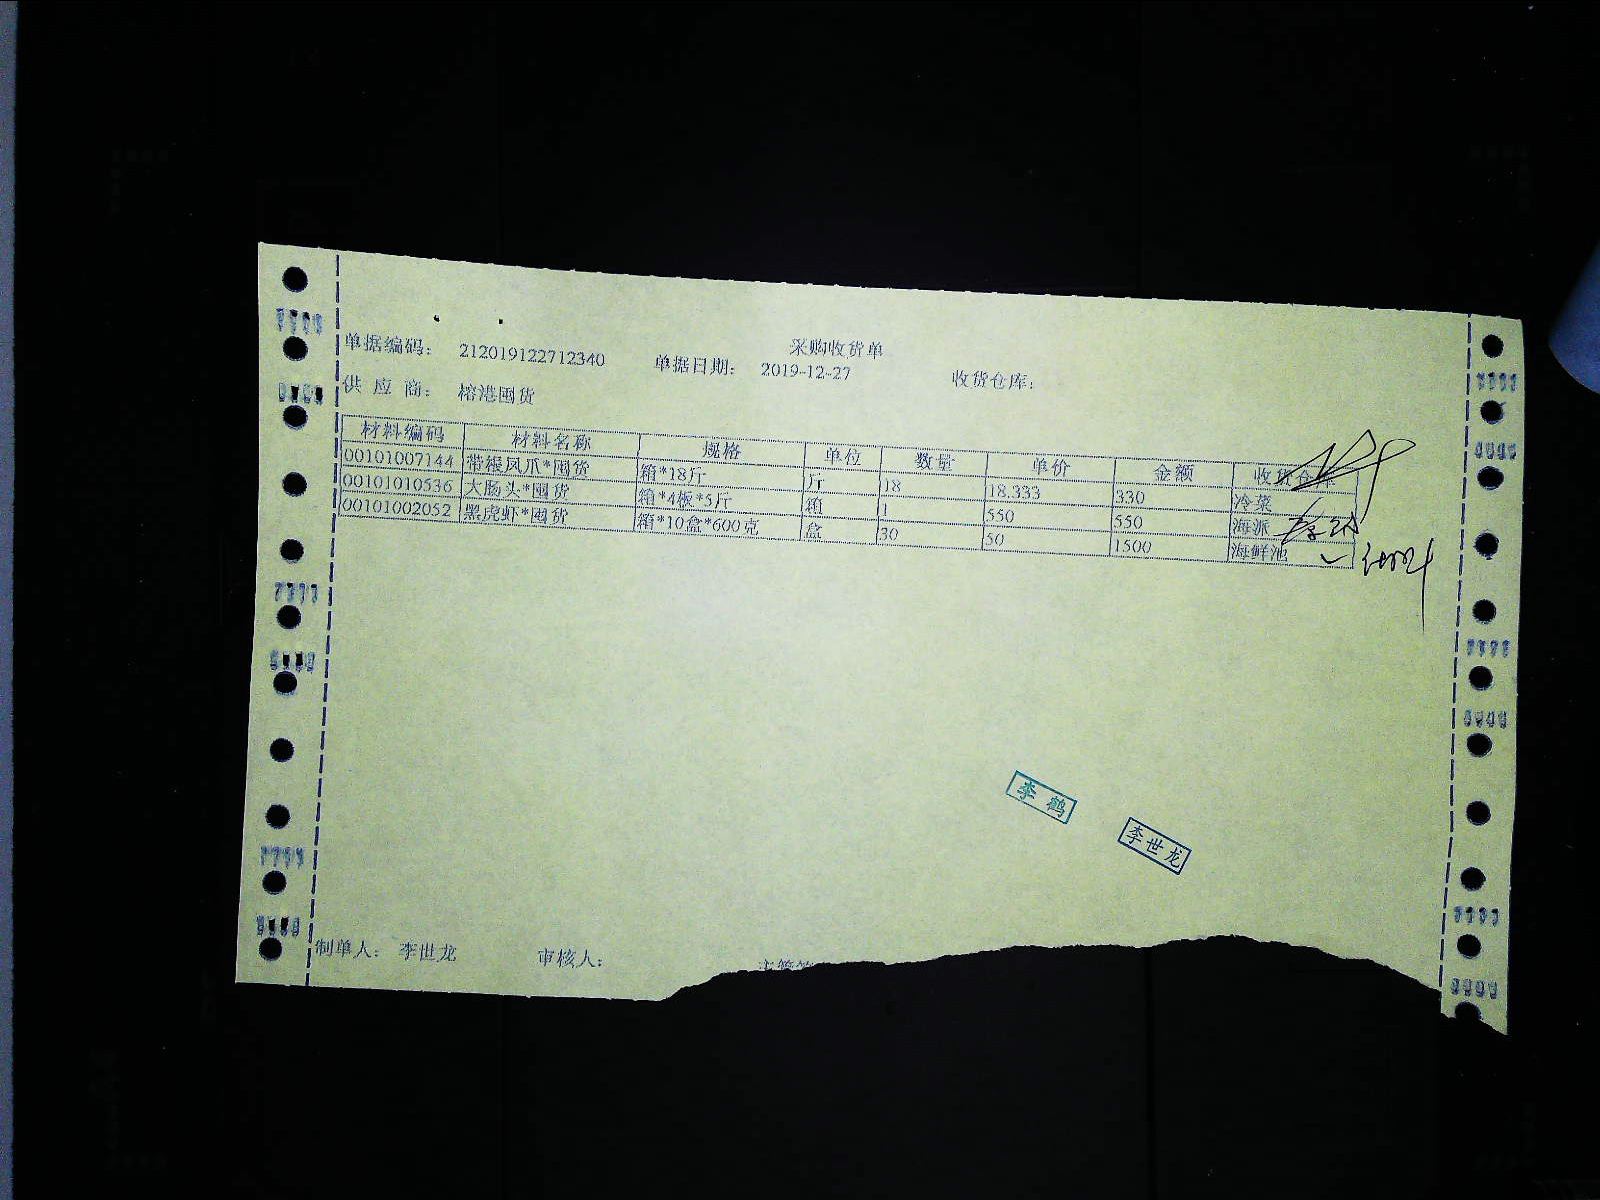 采购收货单
单据编码： 212019122712340 单据日期： 2019-12-27 收货仓库：
供 应 商： 榕港囤货
材料编码 材料名称 规格 单位 数量 单价 金额 收货仓库
00101007144 带根凤爪*囤货 箱*18斤 斤 18 18.333 330 冷菜
00101010536 大肠头*囤货 箱*4板*5斤 箱 1 550 550 海派
00101002052 黑虎虾*囤货 箱*10盒*600克 盒 30 50 1500 海鲜池
李鹤
李世龙
制单人： 李世龙 审核人：